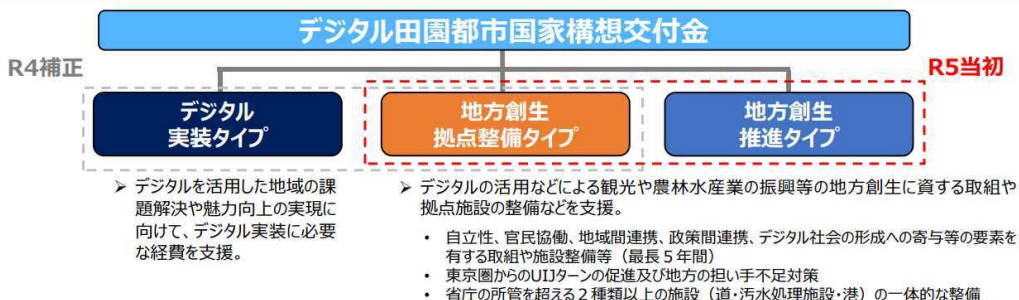 デジタル田園都市国家構想交付金
R4補正
R5当初
デジタル
実装タイプ
地方創生
拠点整備タイプ
地方創生
推進タイプ
➢ デジタルを活用した地域の課
題解決や魅力向上の実現に
向けて、デジタル実装に必要
な経費を支援。
➢ デジタルの活用などによる観光や農林水産業の振興等の地方創生に資する取組や
拠点施設の整備などを支援。
• 自立性、官民協働、地域間連携、政策間連携、デジタル社会の形成への寄与等の要素を
有する取組や施設整備等（最長５年間）
• 東京圏からのUIJターンの促進及び地方の担い手不足対策
• 省庁の所管を超える２種類以上の施設（道・汚水処理施設・港）の一体的な整備